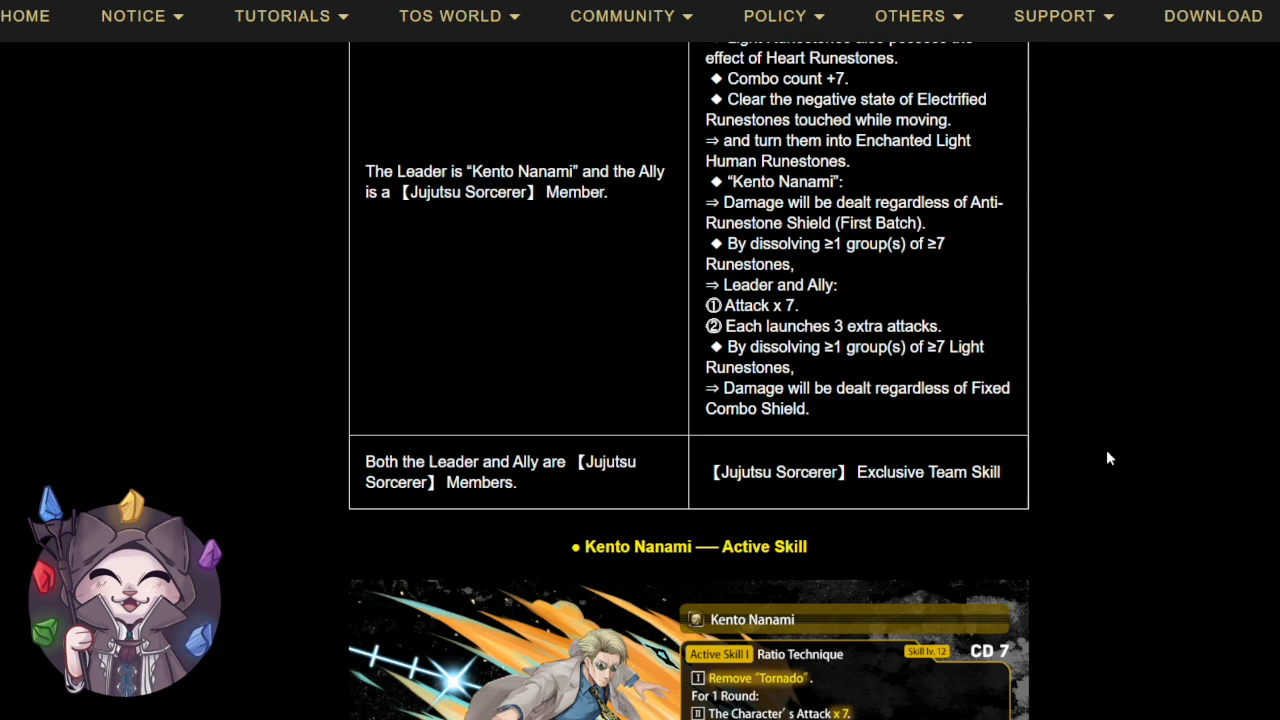 HOME NOTICE TUTORIALS TOS WORLD COMMUNITY POLICY OTHERS SUPPORT DOWNLOAD
The Leader is “Kento Nanami” and the Ally
is a 【Jujutsu Sorcerer】 Member.
effect of Heart Runestones.
◆ Combo count +7.
◆ Clear the negative state of Electrified
Runestones touched while moving.
⇒ and turn them into Enchanted Light
Human Runestones.
◆ “Kento Nanami”:
⇒ Damage will be dealt regardless of Anti-
Runestone Shield (First Batch).
◆ By dissolving ≥1 group(s) of ≥7
Runestones,
⇒ Leader and Ally:
① Attack x 7.
② Each launches 3 extra attacks.
◆ By dissolving ≥1 group(s) of ≥7 Light
Runestones,
⇒ Damage will be dealt regardless of Fixed
Combo Shield.
Both the Leader and Ally are 【Jujutsu
Sorcerer】 Members.
【Jujutsu Sorcerer】 Exclusive Team Skill
● Kento Nanami ── Active Skill
Kento Nanami
Active Skill I Ratio Technique Skill lv. 12 CD 7
I Remove “Tornado”.
For 1 Round:
II The Character's Attack x 7.